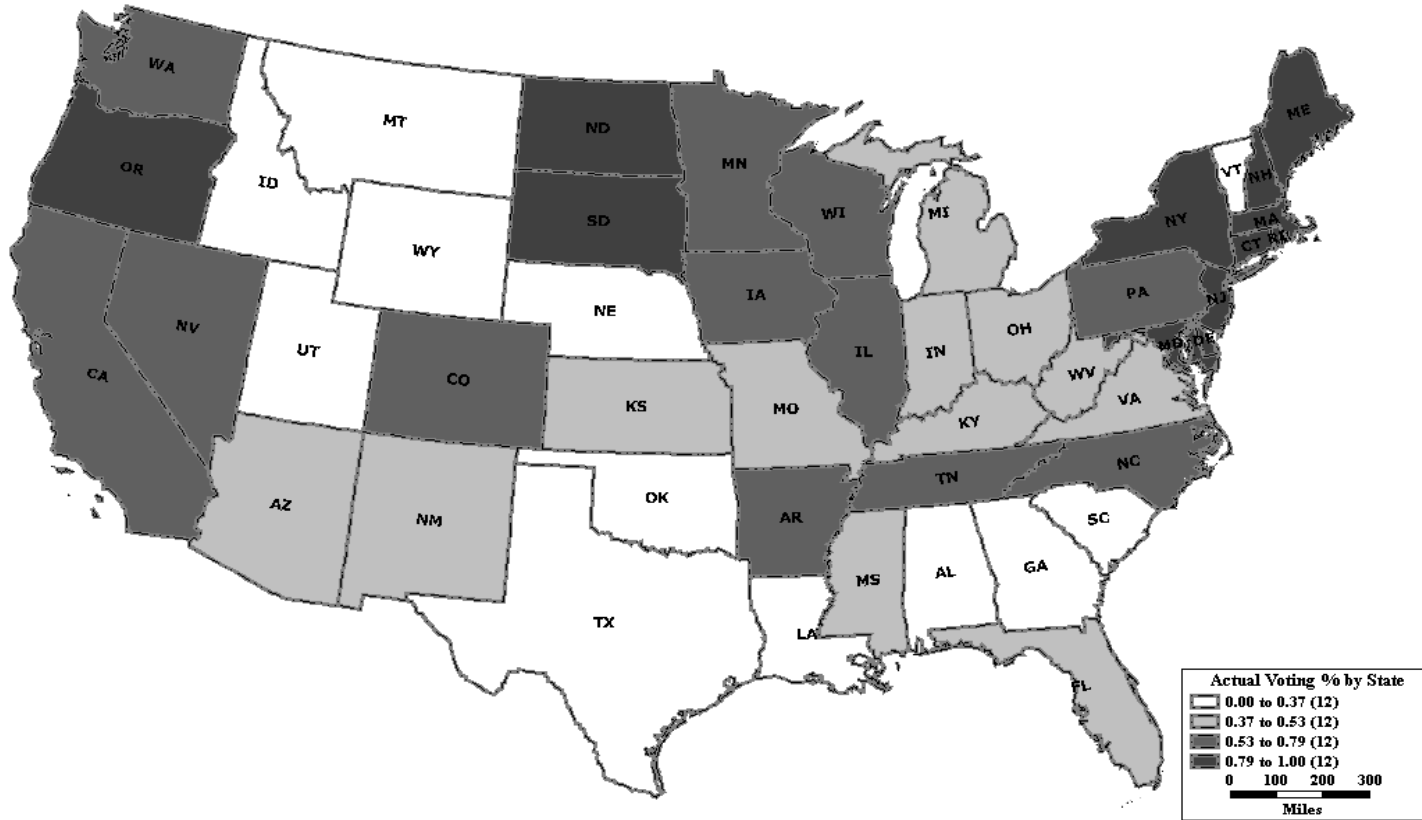 WA
MT
ND
ME
OR
MN
ID
VT
NH
WI
MI
SD
NY
MA
WY
CT RI
IA
PA
NE
NJ
NV
OH
UT
IL
IN
MD DE
CA
CO
WV
KS
MO
VA
KY
NC
TN
OK
AZ
NM
AR
SC
GA
AL
MS
TX
LA
FL
Actual Voting % by State
0.00 to 0.37 (12)
0.37 to 0.53 (12)
0.53 to 0.79 (12)
0.79 to 1.00 (12)
0 100 200 300
Miles